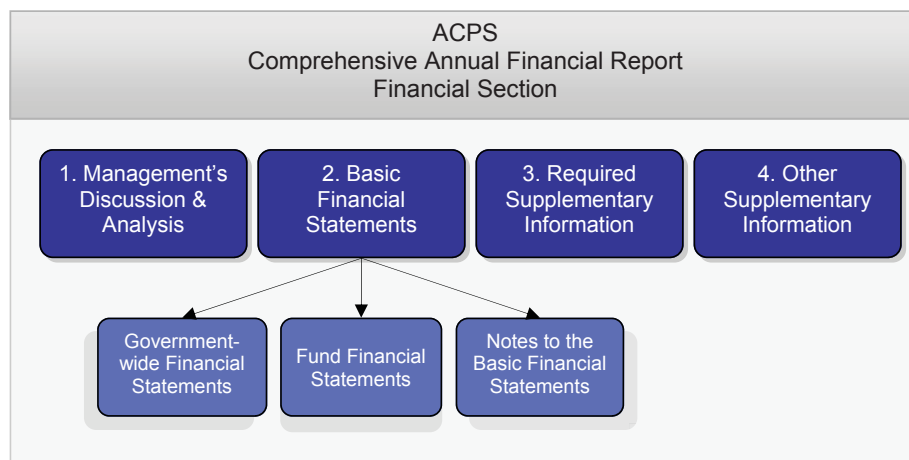 ACPS
Comprehensive Annual Financial Report
Financial Section
1. Management’s
Discussion &
Analysis
2. Basic
Financial
Statements
3. Required
Supplementary
Information
4. Other
Supplementary
Information
Government-
wide Financial
Statements
Fund Financial
Statements
Notes to the
Basic Financial
Statements